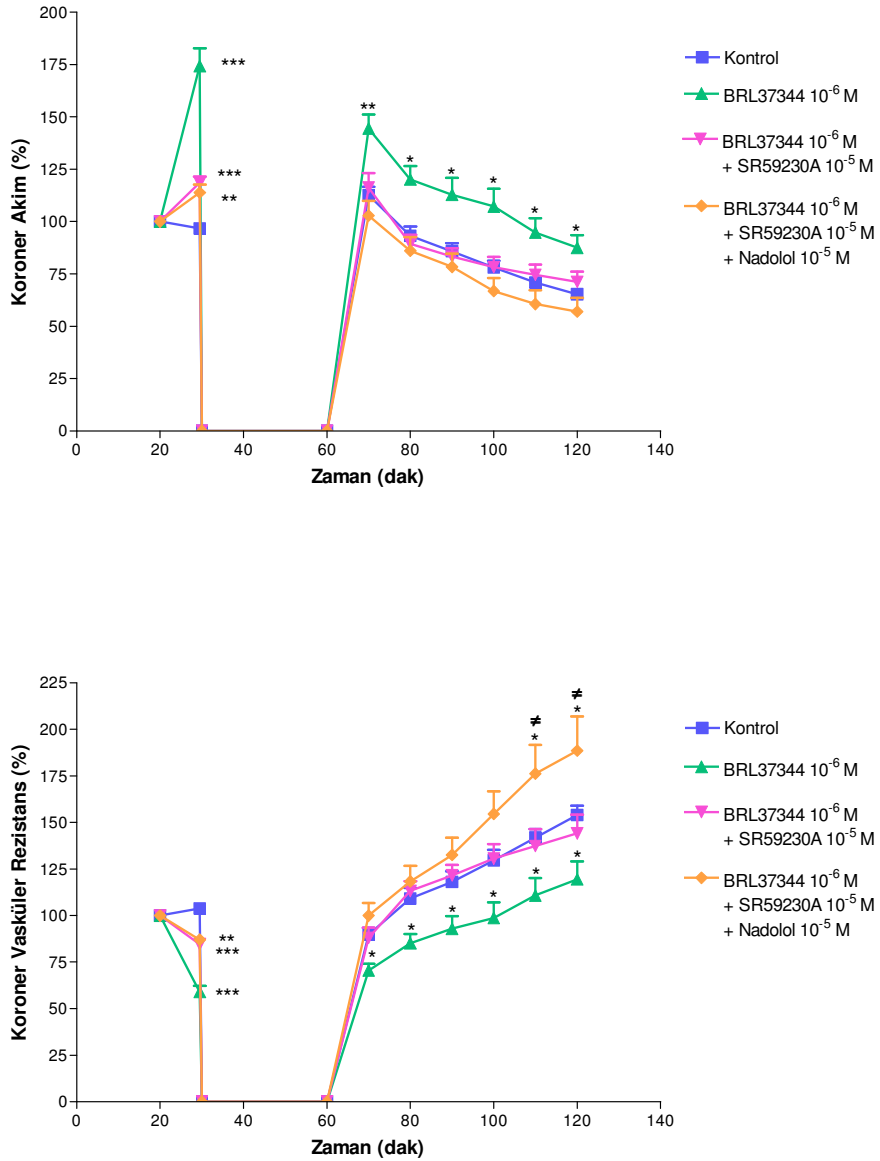 200
175
150
125
100
75
50
25
0
Koroner Akim (%)
***
***
**
**
*
*
*
*
*
0 20 40 60 80 100 120 140
Zaman (dak)
Kontrol
BRL37344 10⁻⁶ M
BRL37344 10⁻⁶ M
+ SR59230A 10⁻⁵ M
BRL37344 10⁻⁶ M
+ SR59230A 10⁻⁵ M
+ Nadolol 10⁻⁵ M
225
200
175
150
125
100
75
50
25
0
Koroner Vasküler Rezistans (%)
**
***
***
≠
*
≠
*
*
*
*
*
*
*
0 20 40 60 80 100 120 140
Zaman (dak)
Kontrol
BRL37344 10⁻⁶ M
BRL37344 10⁻⁶ M
+ SR59230A 10⁻⁵ M
BRL37344 10⁻⁶ M
+ SR59230A 10⁻⁵ M
+ Nadolol 10⁻⁵ M